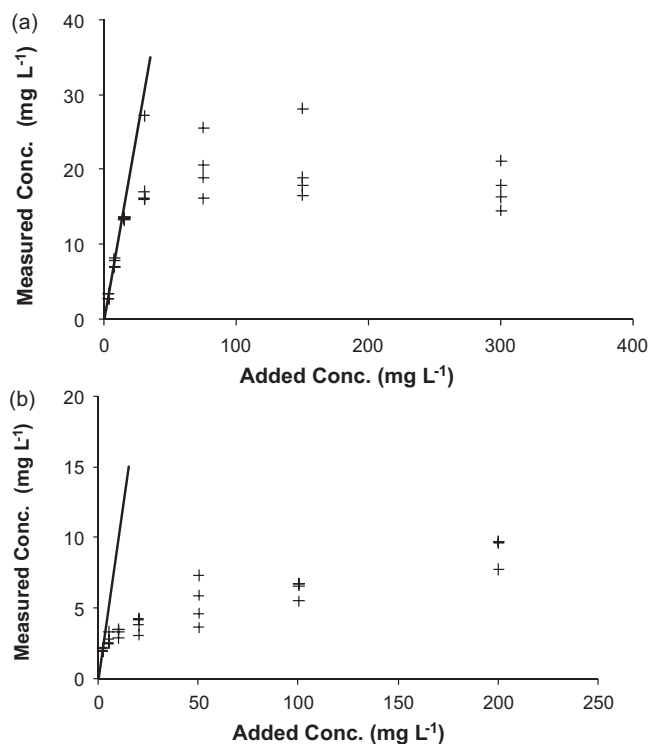 (a)
Measured Conc. (mg L-1)
40
30
20
10
0
0 100 200 300 400
Added Conc. (mg L-1)
(b)
Measured Conc. (mg L-1)
20
15
10
5
0
0 50 100 150 200 250
Added Conc. (mg L-1)